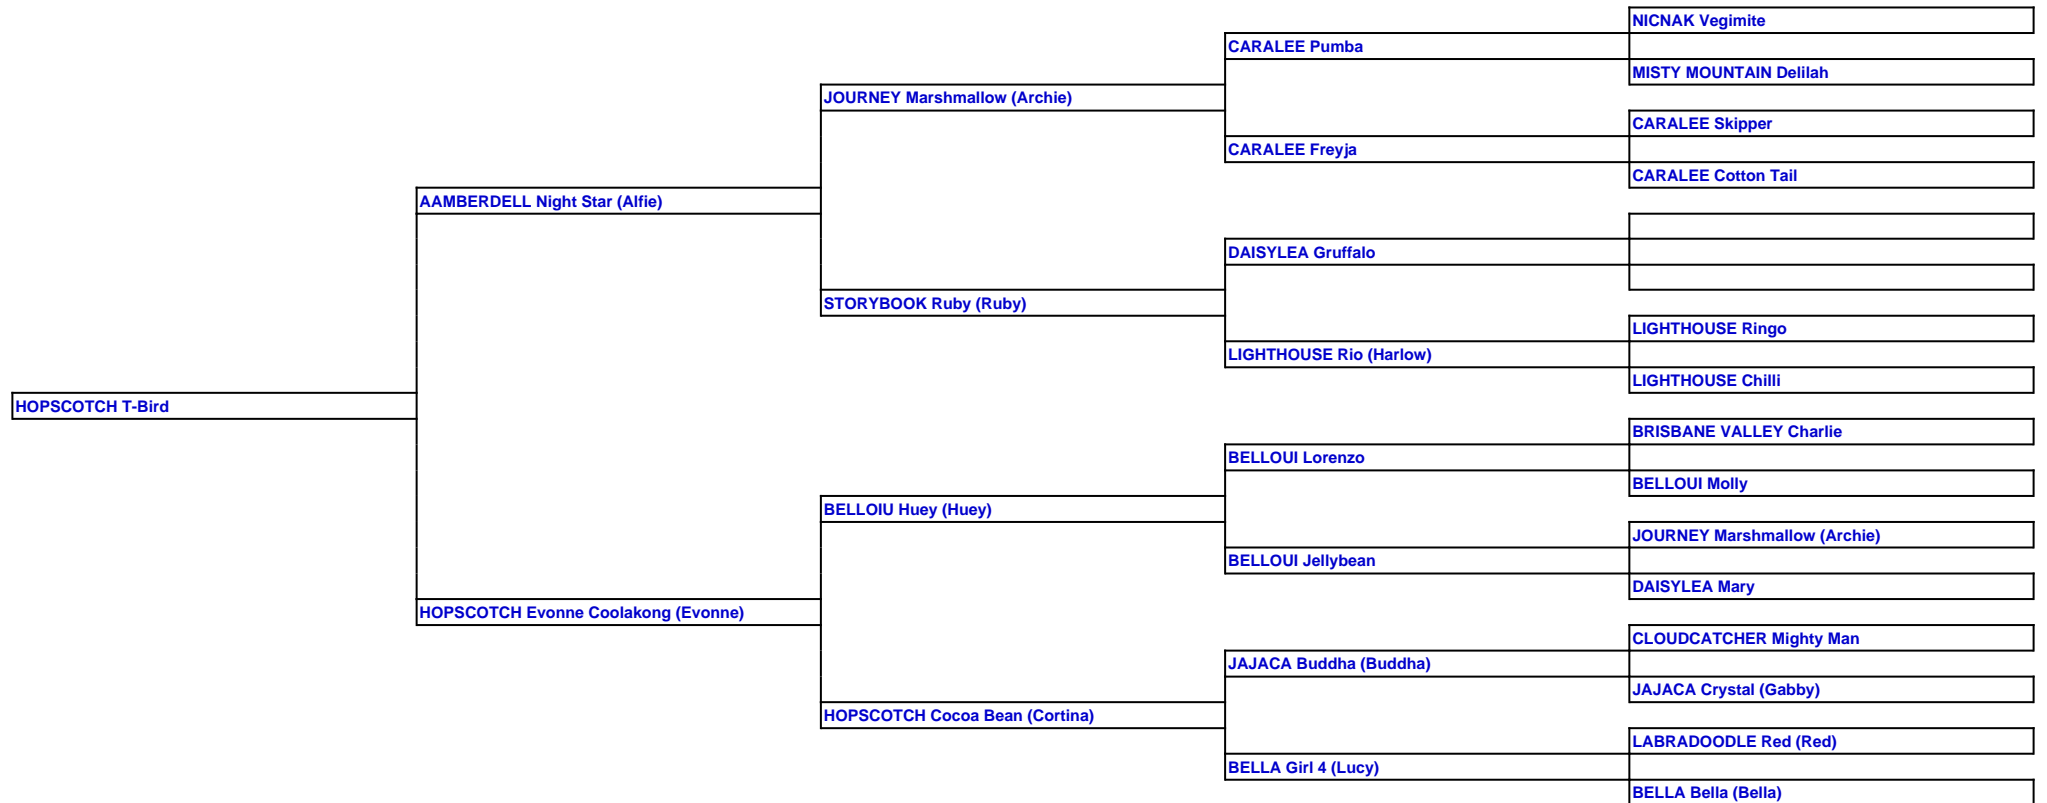 NICNAK Vegimite
CARALEE Pumba
MISTY MOUNTAIN Delilah
JOURNEY Marshmallow (Archie)
CARALEE Skipper
CARALEE Freyja
CARALEE Cotton Tail
AAMBERDELL Night Star (Alfie)
DAISYLEA Gruffalo
STORYBOOK Ruby (Ruby)
LIGHTHOUSE Ringo
LIGHTHOUSE Rio (Harlow)
LIGHTHOUSE Chilli
HOPSCOTCH T-Bird
BRISBANE VALLEY Charlie
BELLOUI Lorenzo
BELLOUI Molly
BELLOIU Huey (Huey)
JOURNEY Marshmallow (Archie)
BELLOUI Jellybean
DAISYLEA Mary
HOPSCOTCH Evonne Coolakong (Evonne)
CLOUDCATCHER Mighty Man
JAJACA Buddha (Buddha)
JAJACA Crystal (Gabby)
HOPSCOTCH Cocoa Bean (Cortina)
LABRADOODLE Red (Red)
BELLA Girl 4 (Lucy)
BELLA Bella (Bella)